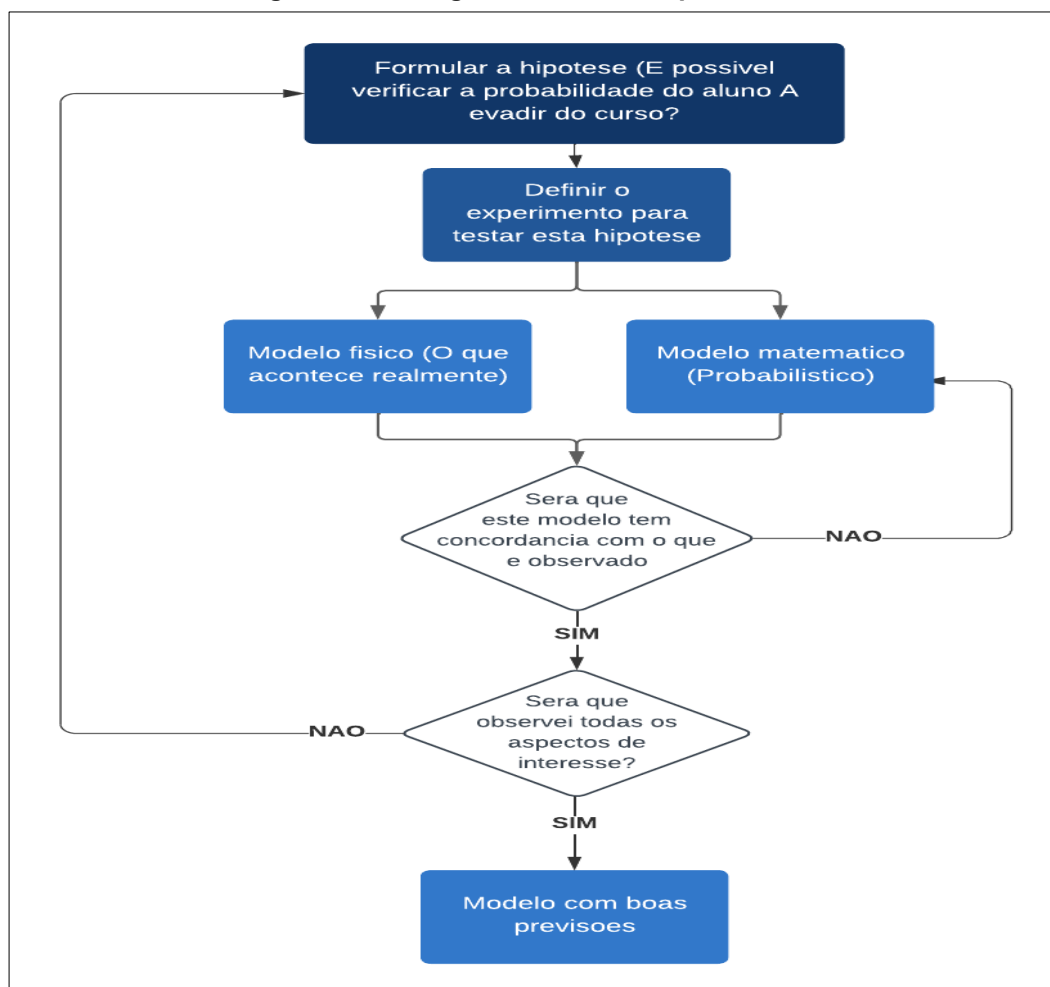 Formular a hipotese (E possivel
verificar a probabilidade do aluno A
evadir do curso?
Definir o
experimento para
testar esta hipotese
Modelo fisico (O que
acontece realmente)
Modelo matematico
(Probabilistico)
Sera que
este modelo tem
concordancia com o que
e observado
NAO
SIM
Sera que
observei todas os
aspectos de
interesse?
NAO
SIM
Modelo com boas
previsoes